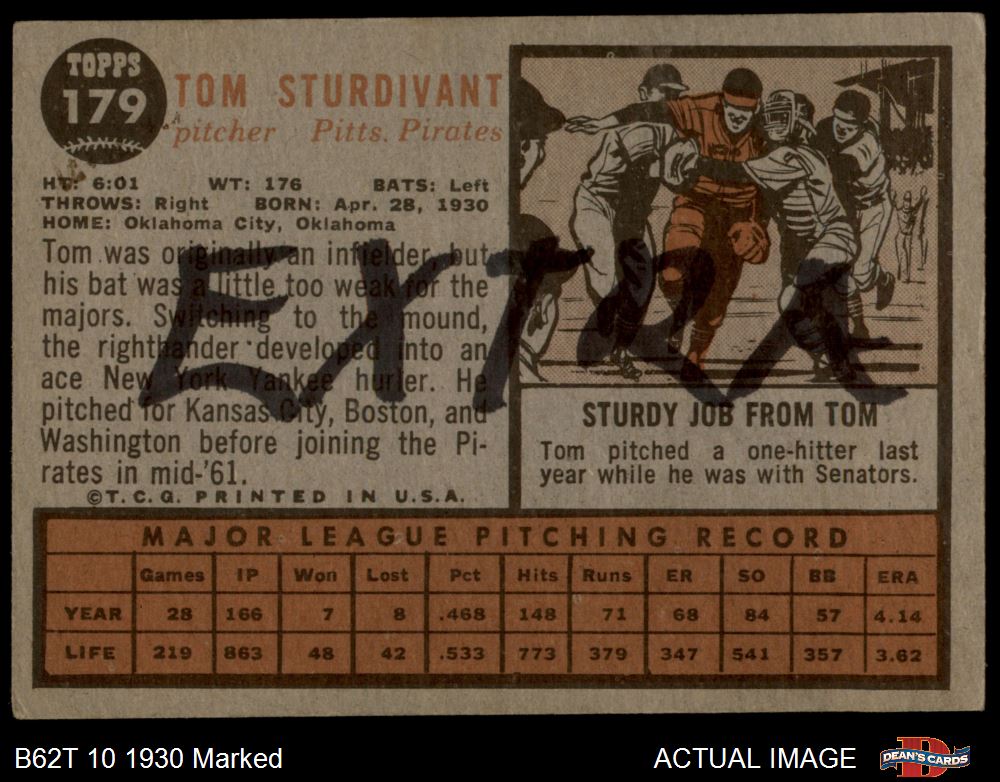 TOPPS
179
TOM STURDIVANT
pitcher Pitts. Pirates
HT: 6:01 WT: 176 BATS: Left
THROWS: Right BORN: Apr. 28, 1930
HOME: Oklahoma City, Oklahoma
Tom was originally an infielder, but
his bat was a little too weak for the
majors. Switching to the mound,
the righthander developed into an
ace New York Yankee hurler. He
pitched for Kansas City, Boston, and
Washington before joining the Pi-
rates in mid-'61.
©T.C.G. PRINTED IN U.S.A.
EXTRA
STURDY JOB FROM TOM
Tom pitched a one-hitter last
year while he was with Senators.
MAJOR LEAGUE PITCHING RECORD
Games IP Won Lost Pct Hits Runs ER SO BB ERA
YEAR 28 166 7 8 .468 148 71 68 84 57 4.14
LIFE 219 863 48 42 .533 773 379 347 541 357 3.62
B62T 10 1930 Marked
ACTUAL IMAGE
DEAN'S CARDS